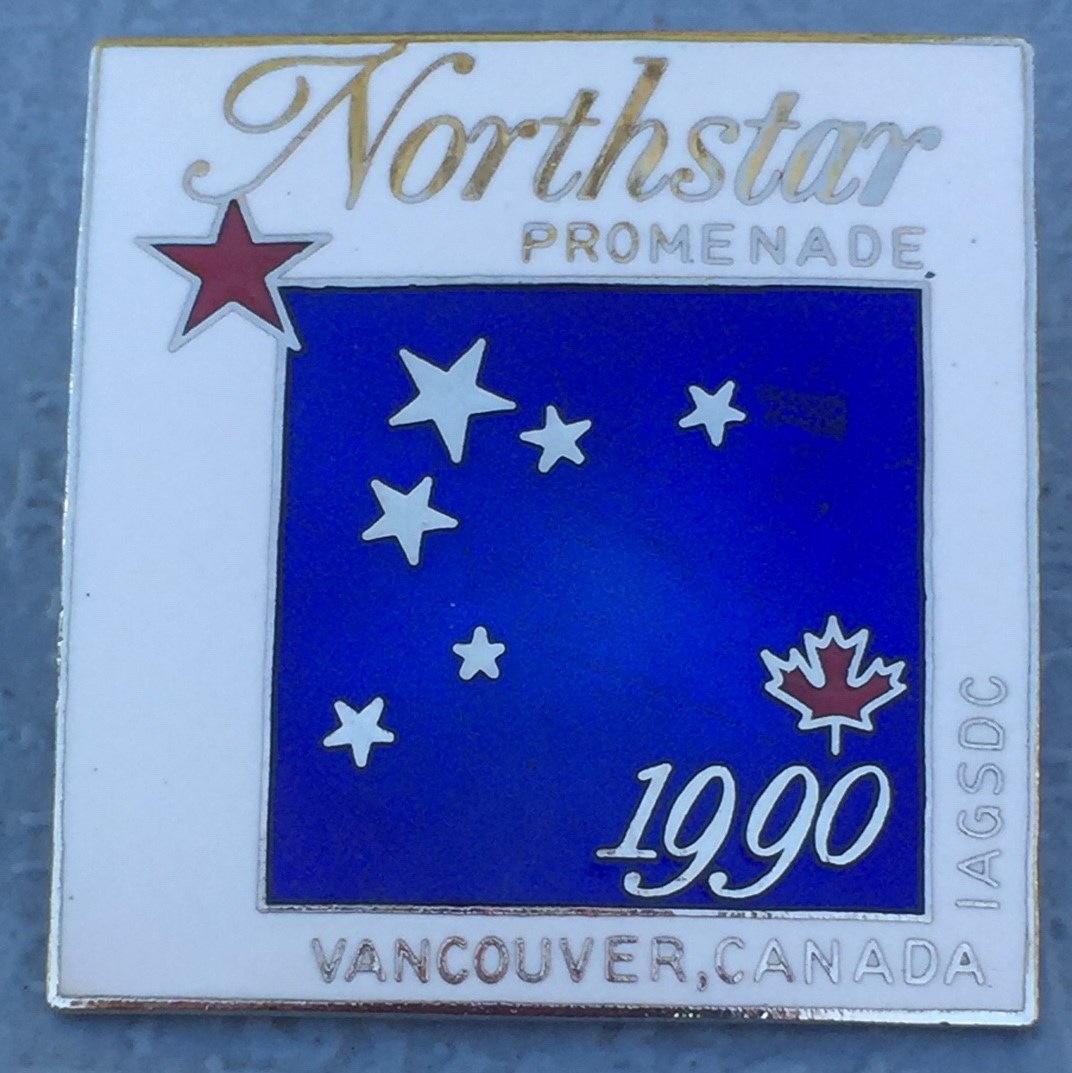 Northstar
PROMENADE
1990
IAGSDC
VANCOUVER, CANADA